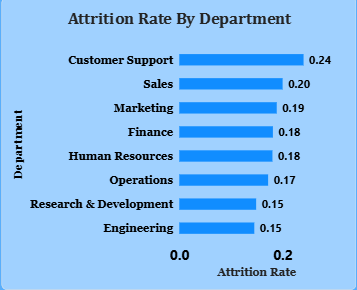 Attrition Rate By Department
Department
Customer Support 0.24
Sales 0.20
Marketing 0.19
Finance 0.18
Human Resources 0.18
Operations 0.17
Research & Development 0.15
Engineering 0.15
0.0 0.2
Attrition Rate